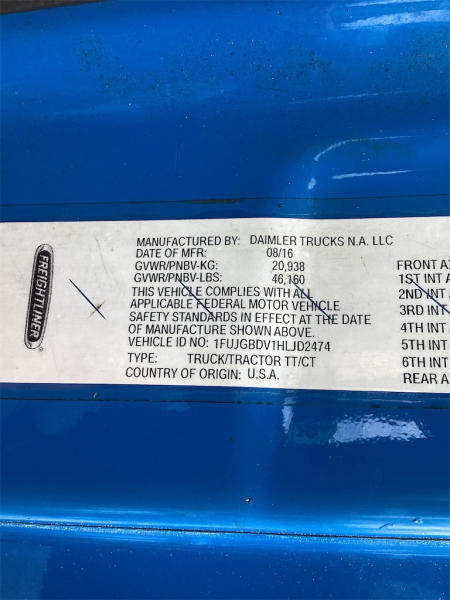 FREIGHTLINER
MANUFACTURED BY: DAIMLER TRUCKS N.A. LLC
DATE OF MFR: 08/16
GVWR/PNBV-KG: 20,938
GVWR/PNBV-LBS: 46,160
THIS VEHICLE COMPLIES WITH ALL
APPLICABLE FEDERAL MOTOR VEHICLE
SAFETY STANDARDS IN EFFECT AT THE DATE
OF MANUFACTURE SHOWN ABOVE.
VEHICLE ID NO: 1FUJGBDV1HLJD2474
TYPE: TRUCK/TRACTOR TT/CT
COUNTRY OF ORIGIN: U.S.A.
FRONT AX
1ST INT A
2ND INT A
3RD INT
4TH INT A
5TH INT
6TH INT
REAR A